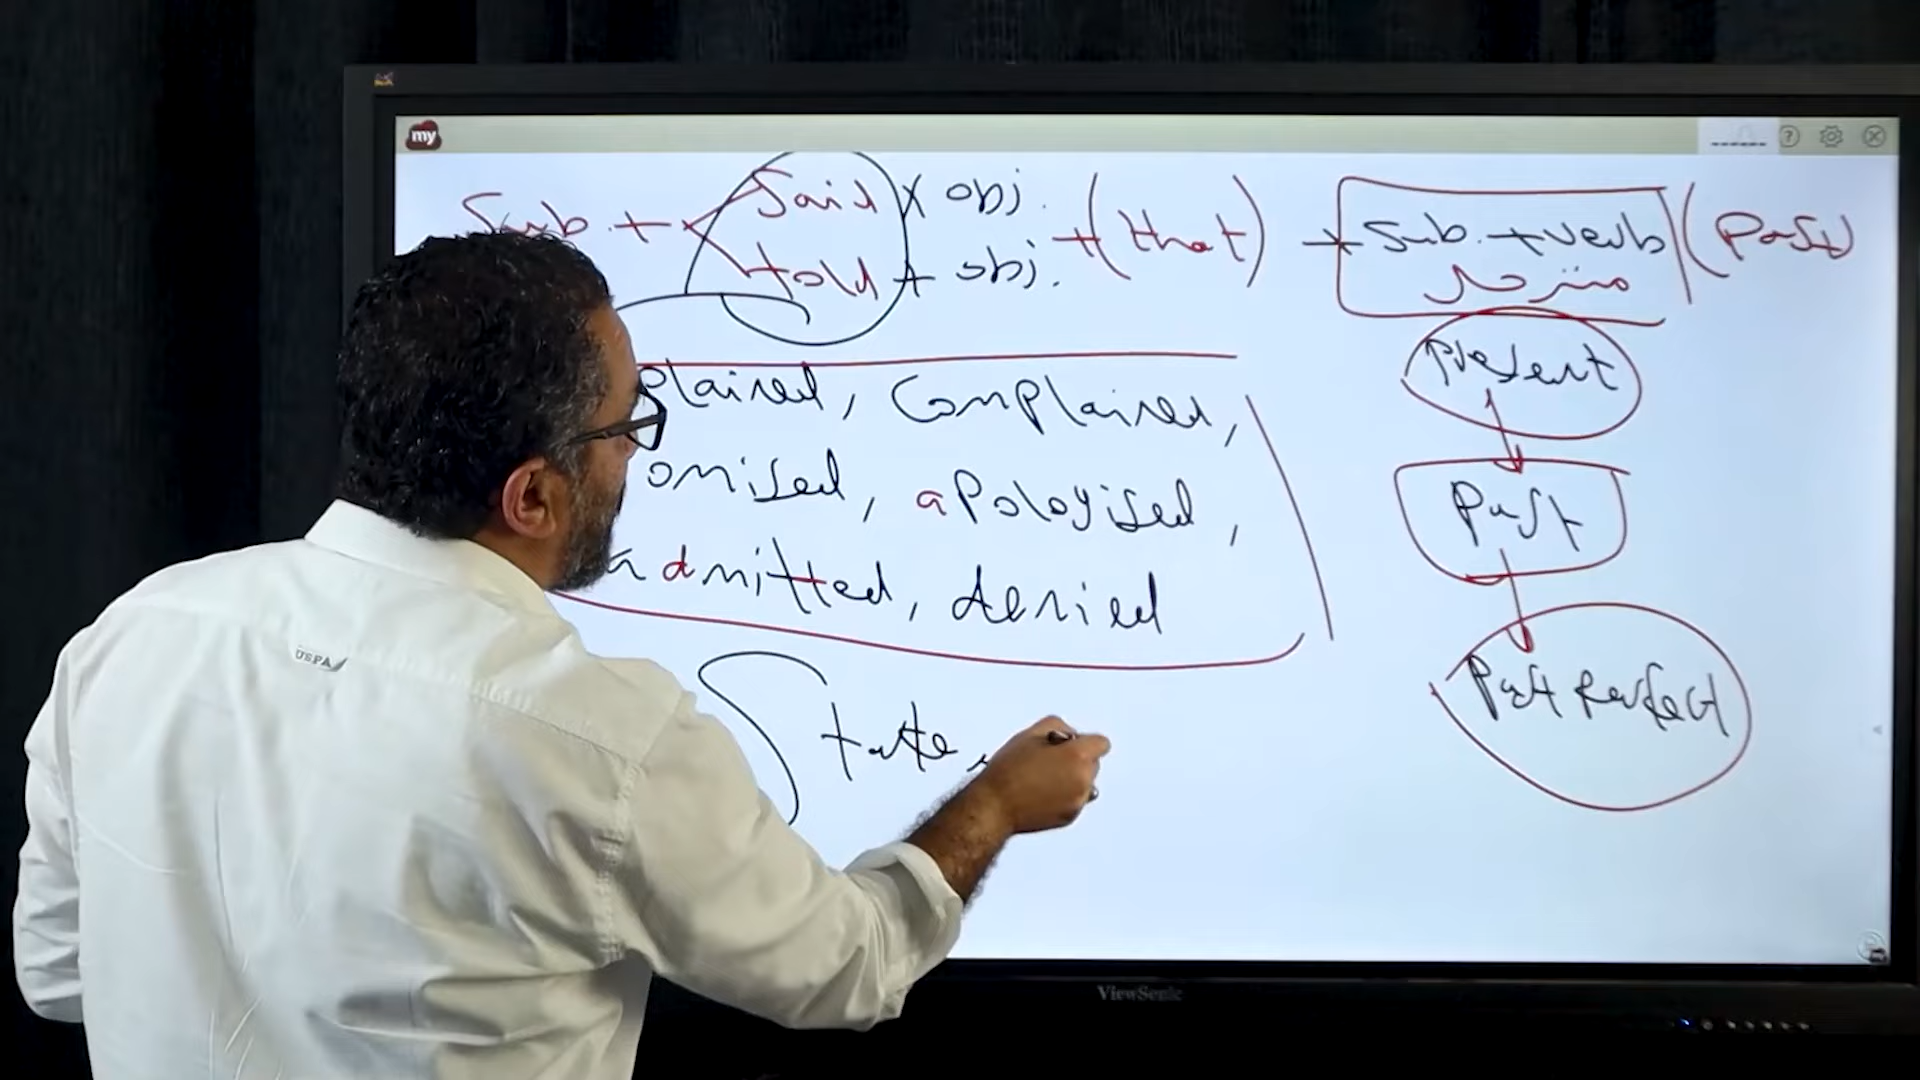 my
?
Sub. + Said X obj. + (that) + Sub. + verb (Past)
told + obj.
منزحل
Present
plained, Complained,
Past
omised, apologised,
admitted, denied
Past Perfect
State
USPA
ViewSonic